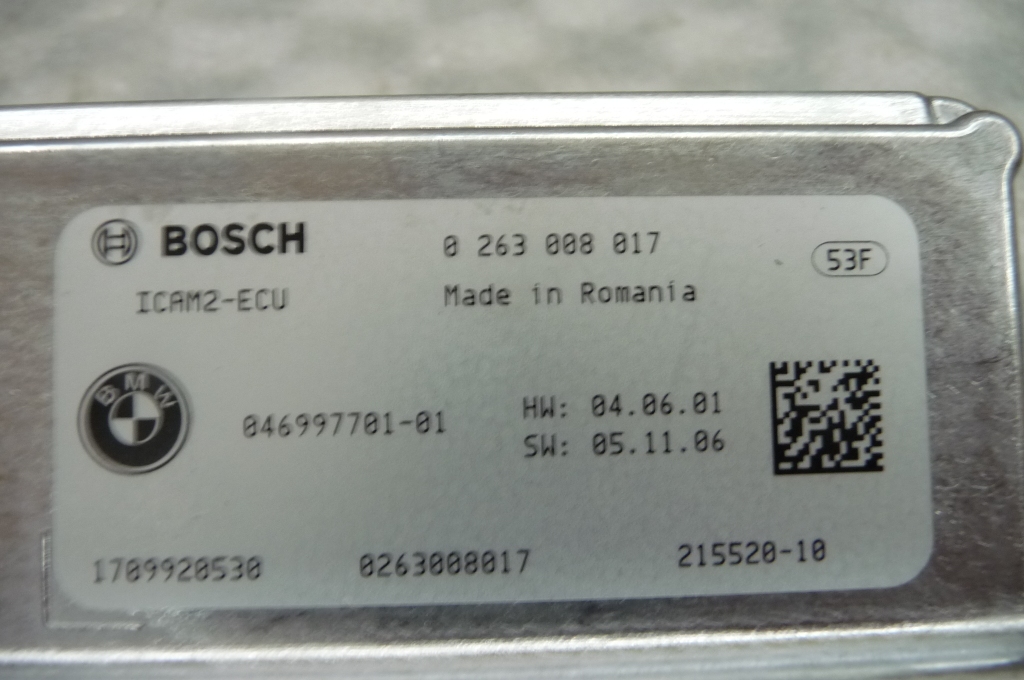 BOSCH 0 263 008 017
53F
ICAM2-ECU Made in Romania
BMW
046997701-01 HW: 04.06.01
SW: 05.11.06
1709920530 0263008017 215520-10